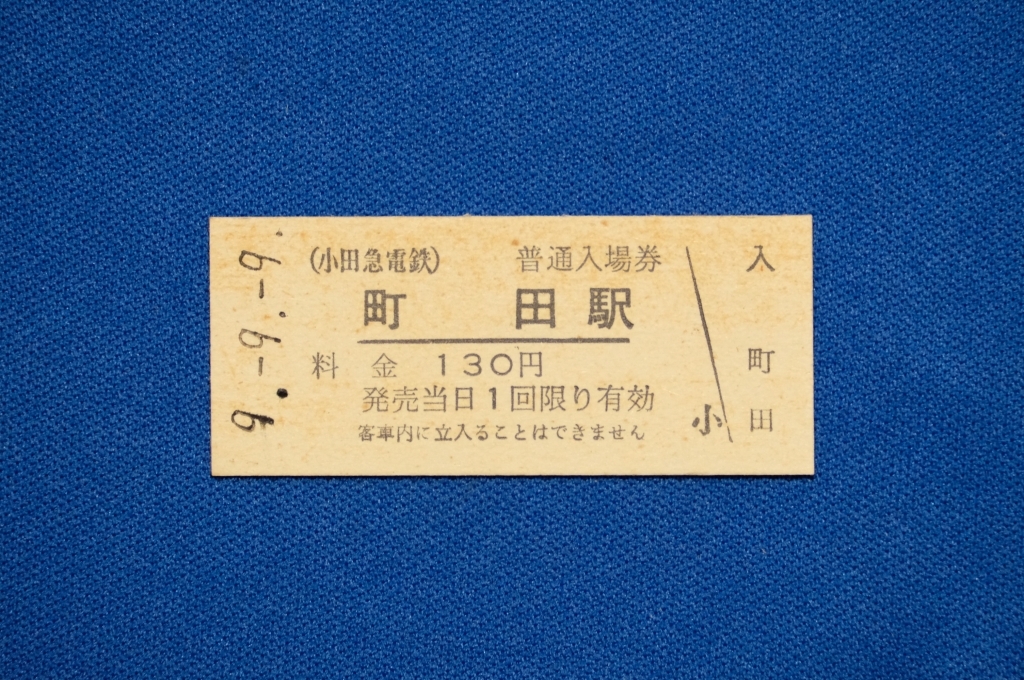 9.-9.-9.
(小田急電鉄) 普通入場券
町田駅
料金 130円
発売当日1回限り有効
客車内に立入ることはできません
小
入
町
田